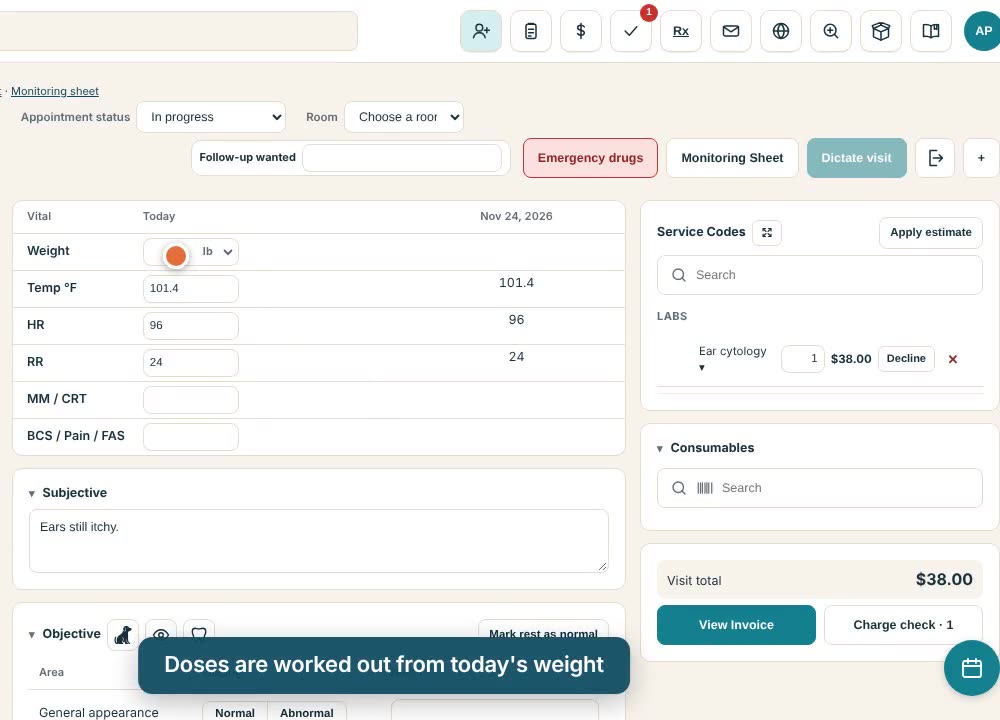 1
Rx
AP
· Monitoring sheet
Appointment status In progress Room Choose a room
Follow-up wanted Emergency drugs Monitoring Sheet Dictate visit +
Vital Today Nov 24, 2026
Weight lb
Temp °F 101.4 101.4
HR 96 96
RR 24 24
MM / CRT
BCS / Pain / FAS
Subjective
Ears still itchy.
Objective Mark rest as normal
Area
General appearance Normal Abnormal
Service Codes Apply estimate
Search
LABS
Ear cytology 1 $38.00 Decline
Consumables
Search
Visit total $38.00
View Invoice Charge check · 1
Doses are worked out from today's weight